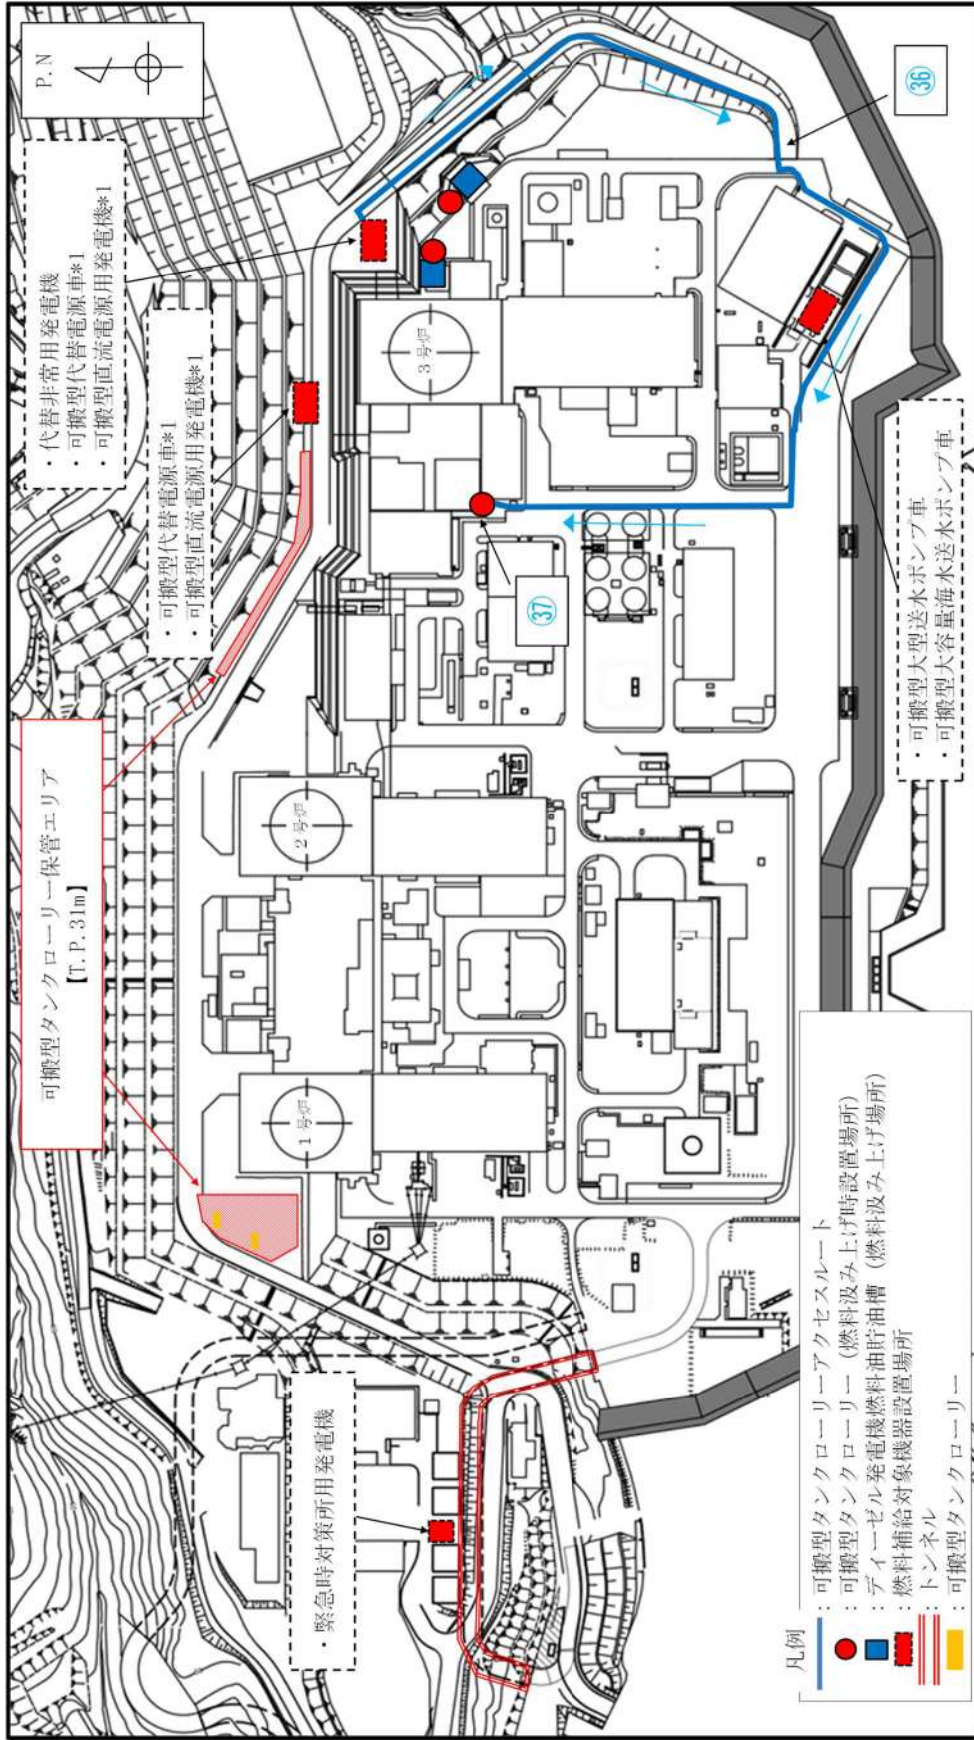 P.N
・代替非常用発電機
・可搬型代替電源車*1
・可搬型直流電源用発電機*1
・可搬型代替電源車*1
・可搬型直流電源用発電機*1
可搬型タンクローリー保管エリア
【T.P.31m】
・緊急時対策所用発電機
1号炉
2号炉
3号炉
㊱
㊲
・可搬型大型送水ポンプ車
・可搬型大容量海水送水ポンプ車
凡例
：可搬型タンクローリーアクセスルート
：可搬型タンクローリー（燃料汲み上げ時設置場所）
：ディーゼル発電機燃料油貯油槽（燃料汲み上げ場所）
：燃料補給対象機器設置場所
：トンネル
：可搬型タンクローリー